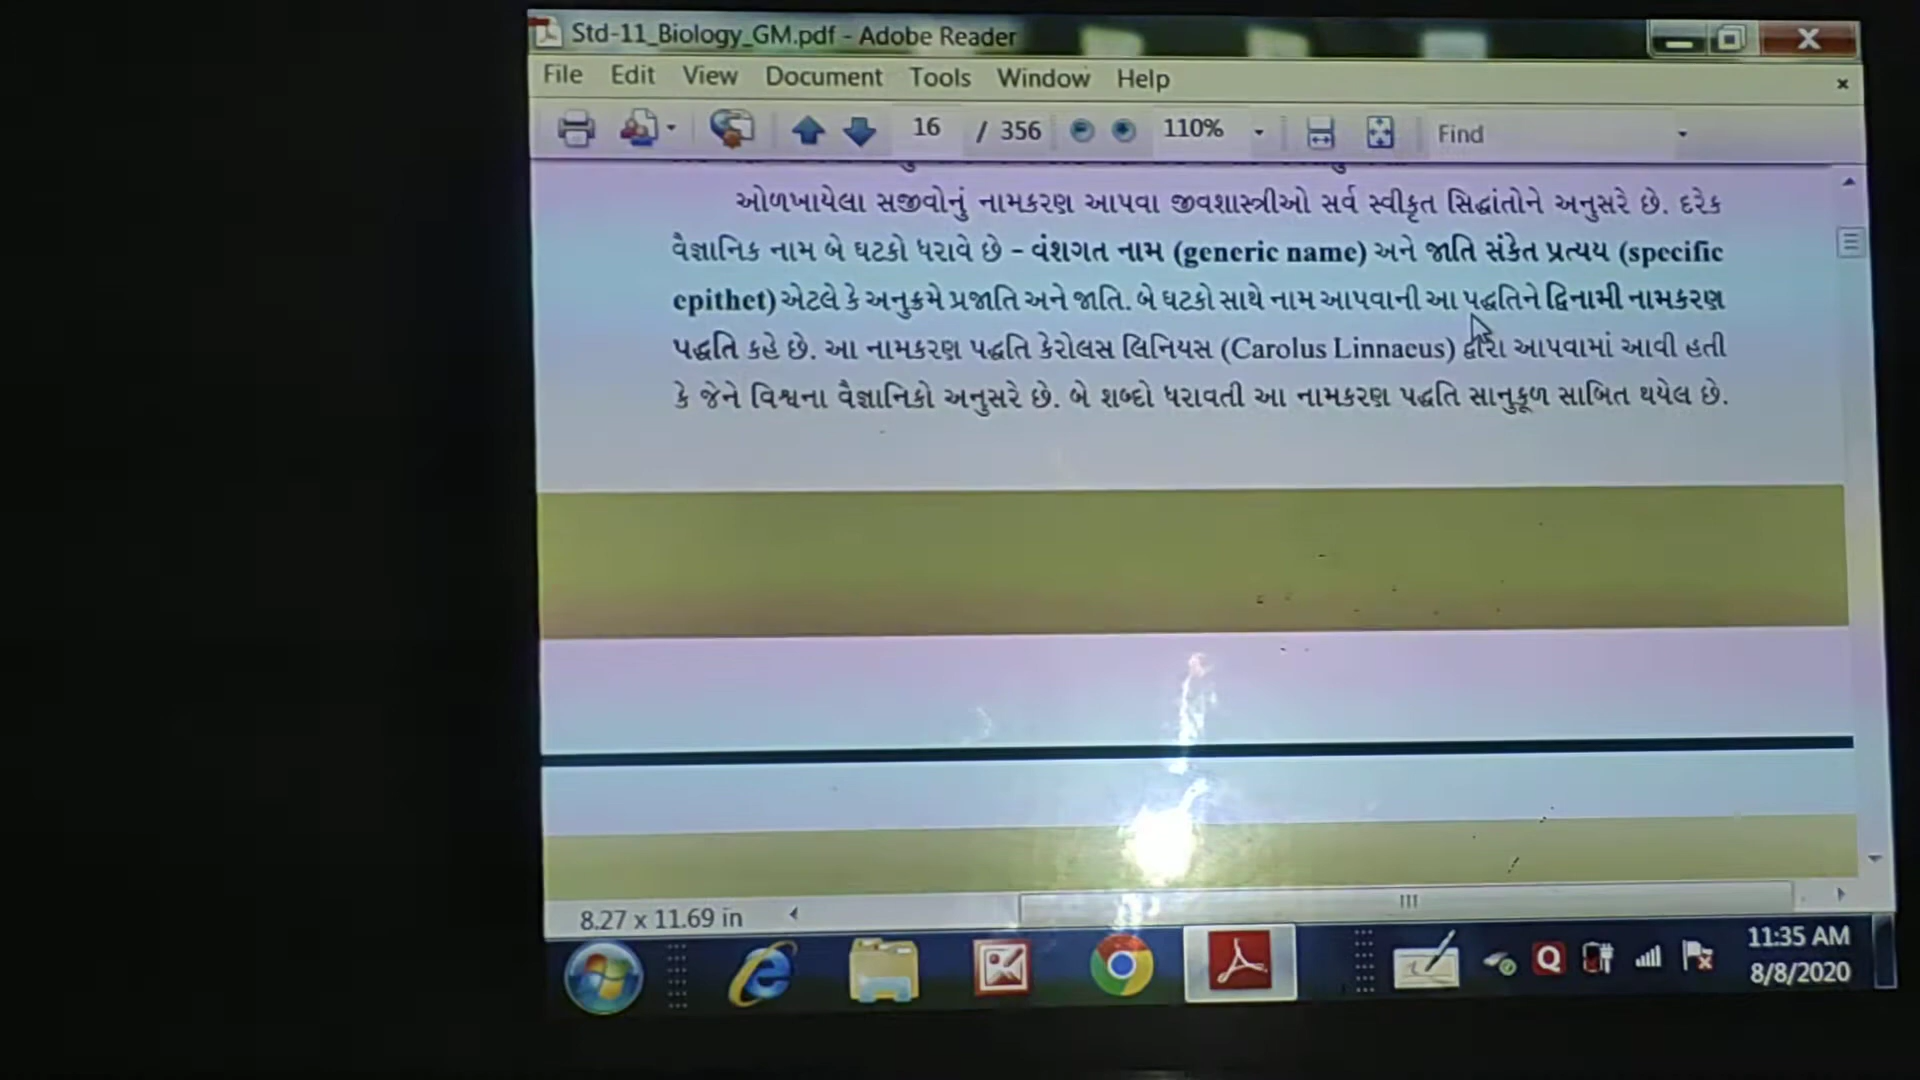 Std-11_Biology_GM.pdf - Adobe Reader
File Edit View Document Tools Window Help
16 / 356 110% Find
ઓળખાયેલા સજીવોનું નામકરણ આપવા જીવશાસ્ત્રીઓ સર્વ સ્વીકૃત સિદ્ધાંતોને અનુસરે છે. દરેક
વૈજ્ઞાનિક નામ બે ઘટકો ધરાવે છે – વંશગત નામ (generic name) અને જાતિ સંકેત પ્રત્યય (specific
epithet) એટલે કે અનુક્રમે પ્રજાતિ અને જાતિ. બે ઘટકો સાથે નામ આપવાની આ પદ્ધતિને દ્વિનામી નામકરણ
પદ્ધતિ કહે છે. આ નામકરણ પદ્ધતિ કેરોલસ લિનિયસ (Carolus Linnaeus) દ્વારા આપવામાં આવી હતી
કે જેને વિશ્વના વૈજ્ઞાનિકો અનુસરે છે. બે શબ્દો ધરાવતી આ નામકરણ પદ્ધતિ સાનુકૂળ સાબિત થયેલ છે.
8.27 x 11.69 in
11:35 AM
8/8/2020